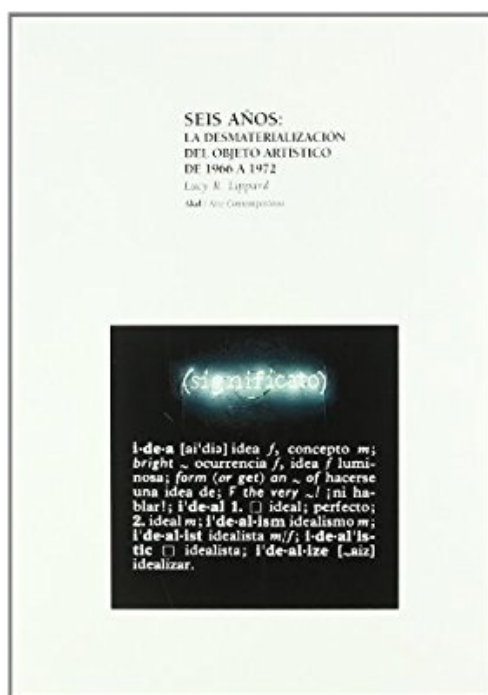 SEIS AÑOS:
LA DESMATERIALIZACIÓN
DEL OBJETO ARTÍSTICO
DE 1966 A 1972
Lucy R. Lippard
Akal / Arte Contemporáneo
(significato)
i·de·a [ai'diə] idea f, concepto m;
bright ~ ocurrencia f, idea f lumi-
nosa; form (or get) an ~ of hacerse
una idea de; F the very ~! ¡ni ha-
blar!; i'de·al 1. □ ideal; perfecto;
2. ideal m; i'de·al·ism idealismo m;
i'de·al·ist idealista m/f; i·de·al'is-
tic □ idealista; i'de·al·ize [~aiz]
idealizar.